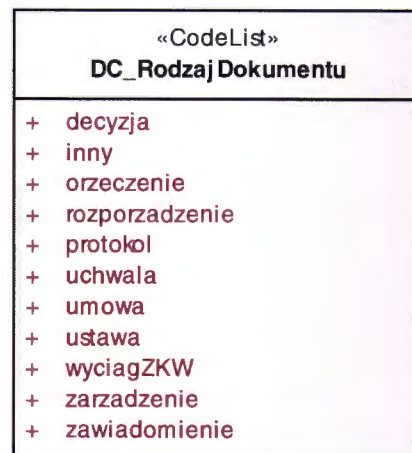 «CodeList»
DC_RodzajDokumentu
+ decyzja
+ inny
+ orzeczenie
+ rozporzadzenie
+ protokol
+ uchwala
+ umowa
+ ustawa
+ wyciagZKW
+ zarzadzenie
+ zawiadomienie